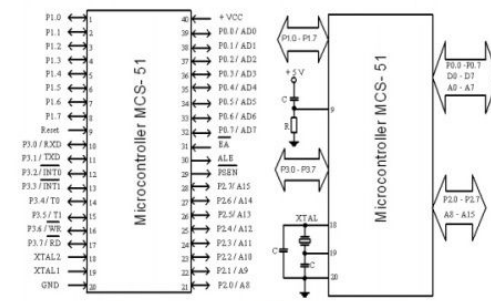 P1.0 1 40 + VCC
P1.1 2 39 P0.0 / AD0
P1.2 3 38 P0.1 / AD1
P1.3 4 37 P0.2 / AD2
P1.4 5 36 P0.3 / AD3
P1.5 6 35 P0.4 / AD4
P1.6 7 34 P0.5 / AD5
P1.7 8 33 P0.6 / AD6
Reset 9 32 P0.7 / AD7
P3.0 / RXD 10 31 EA
P3.1 / TXD 11 30 ALE
P3.2 / INT0 12 29 PSEN
P3.3 / INT1 13 28 P2.7/ A15
P3.4 / T0 14 27 P2.6 / A14
P3.5 / T1 15 26 P2.5/ A13
P3.6 / WR 16 25 P2.4 / A12
P3.7 / RD 17 24 P2.3 / A11
XTAL2 18 23 P2.2 / A10
XTAL1 19 22 P2.1 / A9
GND 20 21 P2.0 / A8
Microcontroller MCS- 51
P1.0 - P1.7
+ 5 V
C
R
9
P3.0 - P3.7
XTAL
18
C
19
C
20
Microcontroller MCS- 51
P0.0 - P0.7
D0 - D7
A0 - A7
P2.0 - P2.7
A8 - A15